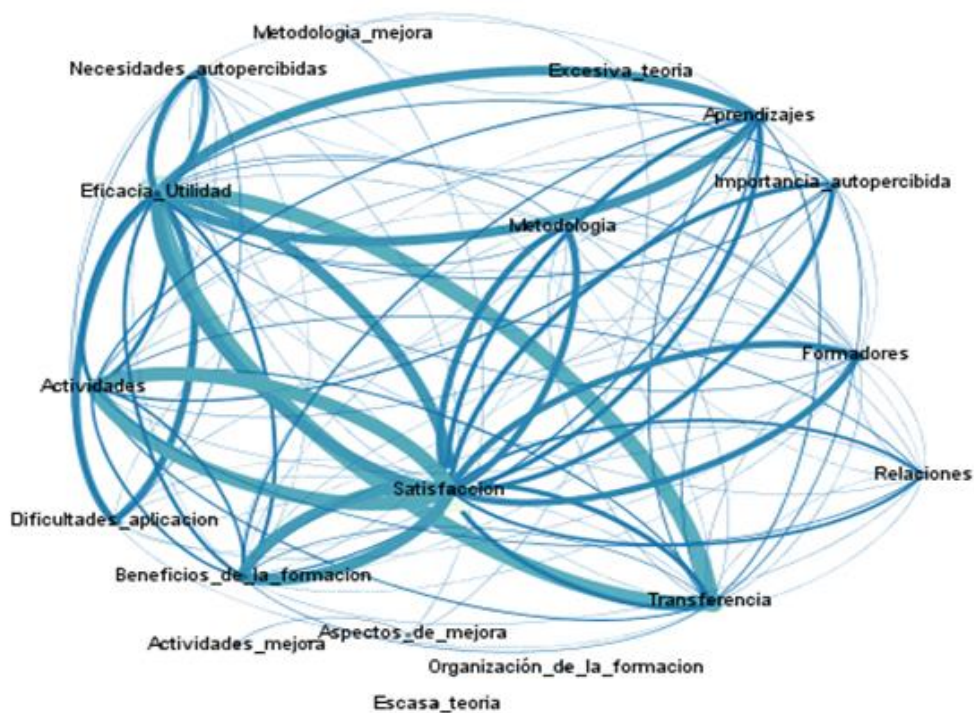 Metodologia_mejora
Necesidades_autopercibidas
Excesiva_teoria
Aprendizajes
Importancia_autopercibida
Eficacia_Utilidad
Metodologia
Formadores
Actividades
Relaciones
Satisfaccion
Dificultades_aplicacion
Beneficios_de_la_formacion
Transferencia
Aspectos_de_mejora
Actividades_mejora
Organización_de_la_formacion
Escasa_teoria